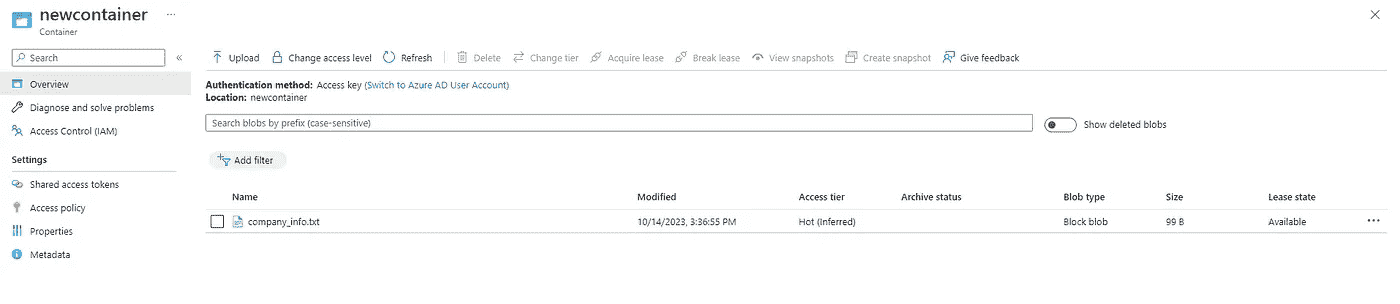 newcontainer ...
Container
Search «
Upload Change access level Refresh Delete Change tier Acquire lease Break lease View snapshots Create snapshot Give feedback
Overview
Diagnose and solve problems
Access Control (IAM)
Settings
Shared access tokens
Access policy
Properties
Metadata
Authentication method: Access key (Switch to Azure AD User Account)
Location: newcontainer
Search blobs by prefix (case-sensitive)
Show deleted blobs
Add filter
Name Modified Access tier Archive status Blob type Size Lease state
company_info.txt 10/14/2023, 3:36:55 PM Hot (Inferred) Block blob 99 B Available ...